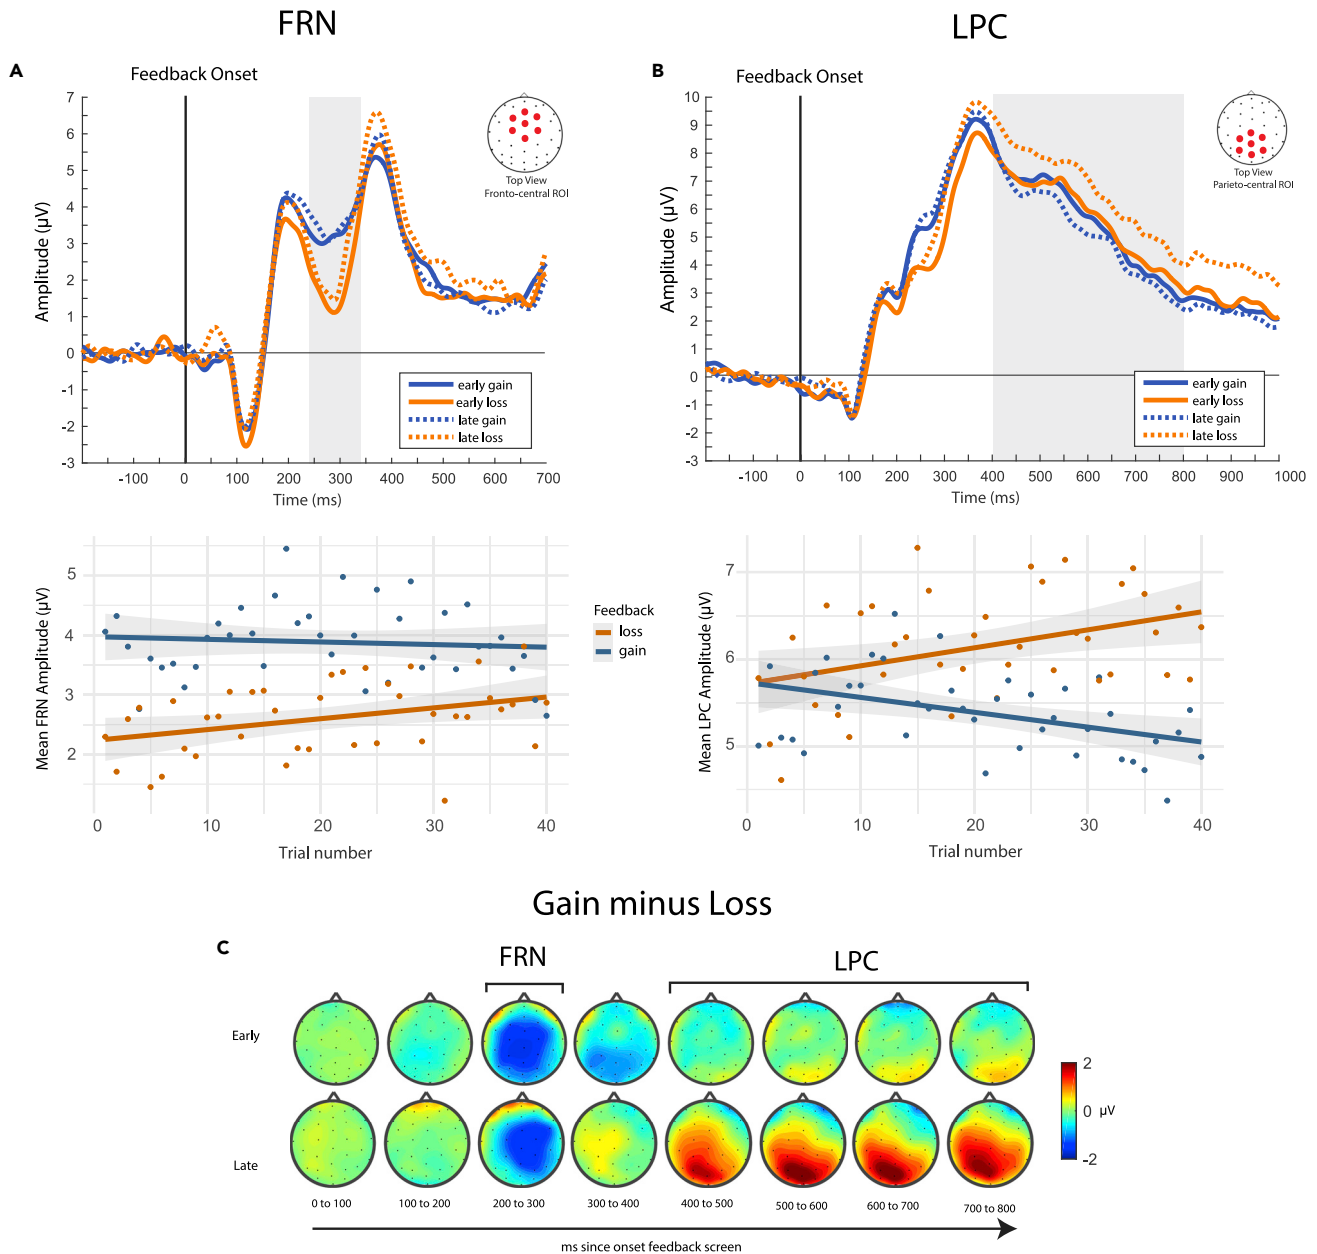 FRN
LPC
A
B
Feedback Onset
Feedback Onset
7
6
5
4
3
2
1
0
-1
-2
-3
Amplitude (µV)
-100
0
100
200
300
400
500
600
700
Time (ms)
Top View
Fronto-central ROI
early gain
early loss
late gain
late loss
10
9
8
7
6
5
4
3
2
1
0
-1
-2
-3
Amplitude (µV)
-100
0
100
200
300
400
500
600
700
800
900
1000
Time (ms)
Top View
Parieto-central ROI
early gain
early loss
late gain
late loss
5
4
3
2
Mean FRN Amplitude (µV)
0
10
20
30
40
Trial number
Feedback
loss
gain
7
6
5
Mean LPC Amplitude (µV)
0
10
20
30
40
Trial number
Gain minus Loss
C
FRN
LPC
Early
Late
0 to 100
100 to 200
200 to 300
300 to 400
400 to 500
500 to 600
600 to 700
700 to 800
ms since onset feedback screen
2
0
-2
µV